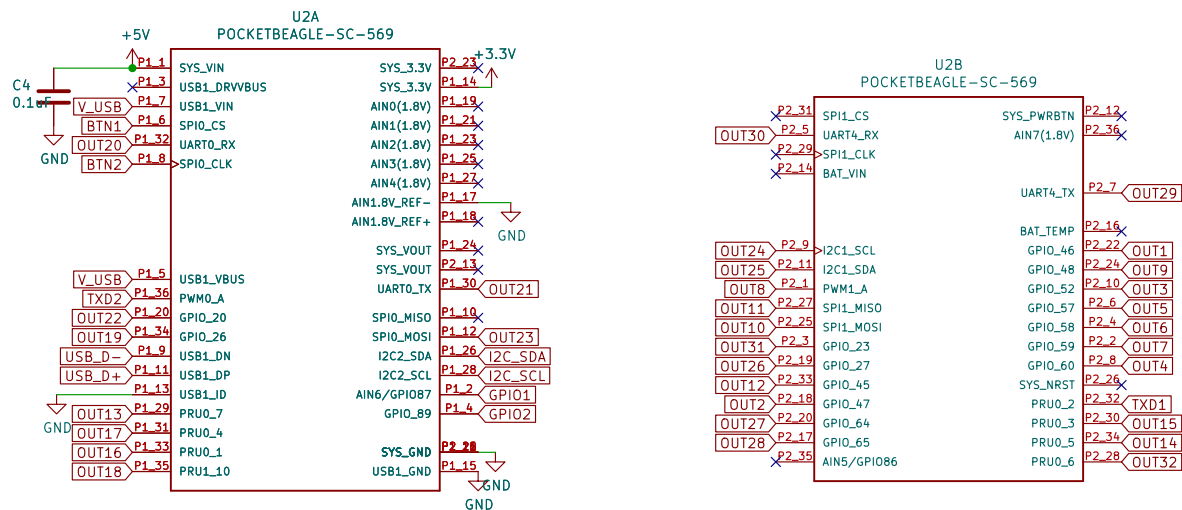 U2A
POCKETBEAGLE-SC-569
+5V
C4
0.1uF
GND
P1_1 SYS_VIN
P1_3 USB1_DRVVBUS
V_USB P1_7 USB1_VIN
BTN1 P1_6 SPI0_CS
OUT20 P1_32 UART0_RX
BTN2 P1_8 SPI0_CLK
V_USB P1_5 USB1_VBUS
TXD2 P1_36 PWM0_A
OUT22 P1_20 GPIO_20
OUT19 P1_34 GPIO_26
USB_D- P1_9 USB1_DN
USB_D+ P1_11 USB1_DP
P1_13 USB1_ID
GND
OUT13 P1_29 PRU0_7
OUT17 P1_31 PRU0_4
OUT16 P1_33 PRU0_1
OUT18 P1_35 PRU1_10
+3.3V
SYS_3.3V P2_23
SYS_3.3V P1_14
AIN0(1.8V) P1_19
AIN1(1.8V) P1_21
AIN2(1.8V) P1_23
AIN3(1.8V) P1_25
AIN4(1.8V) P1_27
AIN1.8V_REF- P1_17
AIN1.8V_REF+ P1_18
GND
SYS_VOUT P1_24
SYS_VOUT P2_13
UART0_TX P1_30 OUT21
SPI0_MISO P1_10
SPI0_MOSI P1_12 OUT23
I2C2_SDA P1_26 I2C_SDA
I2C2_SCL P1_28 I2C_SCL
AIN6/GPIO87 P1_2 GPIO1
GPIO_89 P1_4 GPIO2
SYS_GND
USB1_GND P1_15
GND
GND
U2B
POCKETBEAGLE-SC-569
P2_31 SPI1_CS
OUT30 P2_5 UART4_RX
P2_29 SPI1_CLK
P2_14 BAT_VIN
OUT24 P2_9 I2C1_SCL
OUT25 P2_11 I2C1_SDA
OUT8 P2_1 PWM1_A
OUT11 P2_27 SPI1_MISO
OUT10 P2_25 SPI1_MOSI
OUT31 P2_3 GPIO_23
OUT26 P2_19 GPIO_27
OUT12 P2_33 GPIO_45
OUT2 P2_18 GPIO_47
OUT27 P2_20 GPIO_64
OUT28 P2_17 GPIO_65
P2_35 AIN5/GPIO86
SYS_PWRBTN P2_12
AIN7(1.8V) P2_36
UART4_TX P2_7 OUT29
BAT_TEMP P2_16
GPIO_46 P2_22 OUT1
GPIO_48 P2_24 OUT9
GPIO_52 P2_10 OUT3
GPIO_57 P2_6 OUT5
GPIO_58 P2_4 OUT6
GPIO_59 P2_2 OUT7
GPIO_60 P2_8 OUT4
SYS_NRST P2_26
PRU0_2 P2_32 TXD1
PRU0_3 P2_30 OUT15
PRU0_5 P2_34 OUT14
PRU0_6 P2_28 OUT32